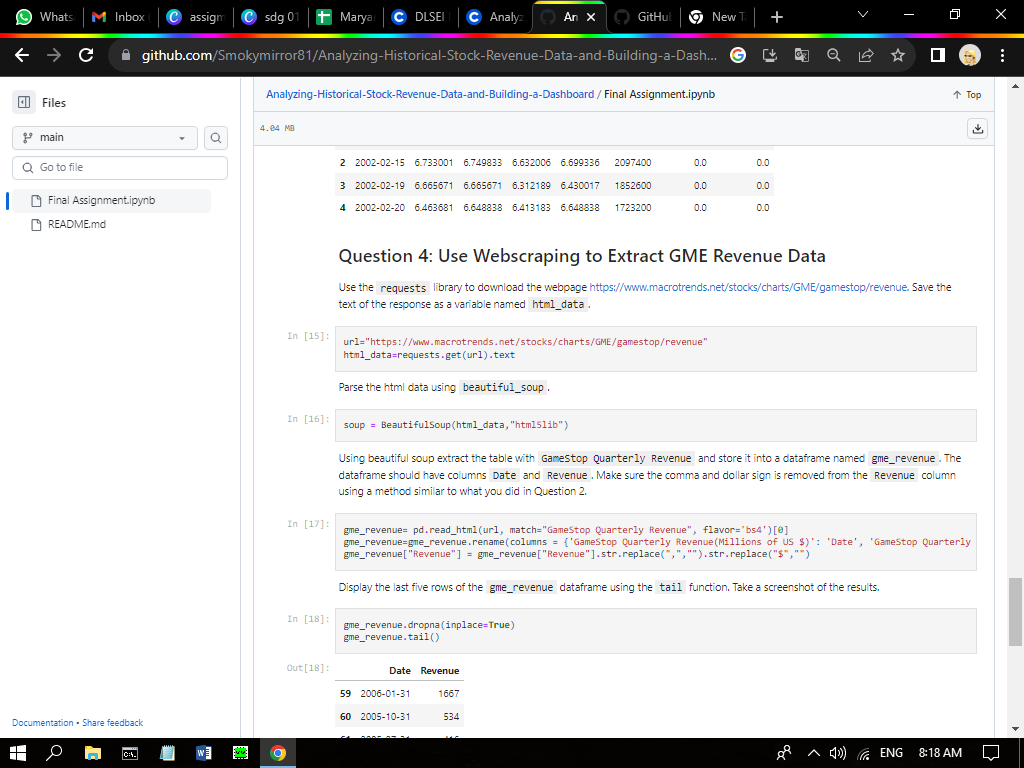 Whats
Inbox
assigm
sdg 01
Marya
DLSEI
Analyz
An
GitHu
New T
github.com/Smokymirror81/Analyzing-Historical-Stock-Revenue-Data-and-Building-a-Dash...
Files
main
Go to file
Final Assignment.ipynb
README.md
Documentation • Share feedback
Analyzing-Historical-Stock-Revenue-Data-and-Building-a-Dashboard / Final Assignment.ipynb
Top
4.04 MB
2 2002-02-15 6.733001 6.749833 6.632006 6.699336 2097400 0.0 0.0
3 2002-02-19 6.665671 6.665671 6.312189 6.430017 1852600 0.0 0.0
4 2002-02-20 6.463681 6.648838 6.413183 6.648838 1723200 0.0 0.0
Question 4: Use Webscraping to Extract GME Revenue Data
Use the requests library to download the webpage https://www.macrotrends.net/stocks/charts/GME/gamestop/revenue. Save the
text of the response as a variable named html_data.
In [15]:
url="https://www.macrotrends.net/stocks/charts/GME/gamestop/revenue"
html_data=requests.get(url).text
Parse the html data using beautiful_soup.
In [16]:
soup = BeautifulSoup(html_data,"html5lib")
Using beautiful soup extract the table with GameStop Quarterly Revenue and store it into a dataframe named gme_revenue. The
dataframe should have columns Date and Revenue. Make sure the comma and dollar sign is removed from the Revenue column
using a method similar to what you did in Question 2.
In [17]:
gme_revenue= pd.read_html(url, match="GameStop Quarterly Revenue", flavor='bs4')[0]
gme_revenue=gme_revenue.rename(columns = {'GameStop Quarterly Revenue(Millions of US $)': 'Date', 'GameStop Quarterly
gme_revenue["Revenue"] = gme_revenue["Revenue"].str.replace(",","").str.replace("$","")
Display the last five rows of the gme_revenue dataframe using the tail function. Take a screenshot of the results.
In [18]:
gme_revenue.dropna(inplace=True)
gme_revenue.tail()
Out[18]:
Date Revenue
59 2006-01-31 1667
60 2005-10-31 534
ENG 8:18 AM